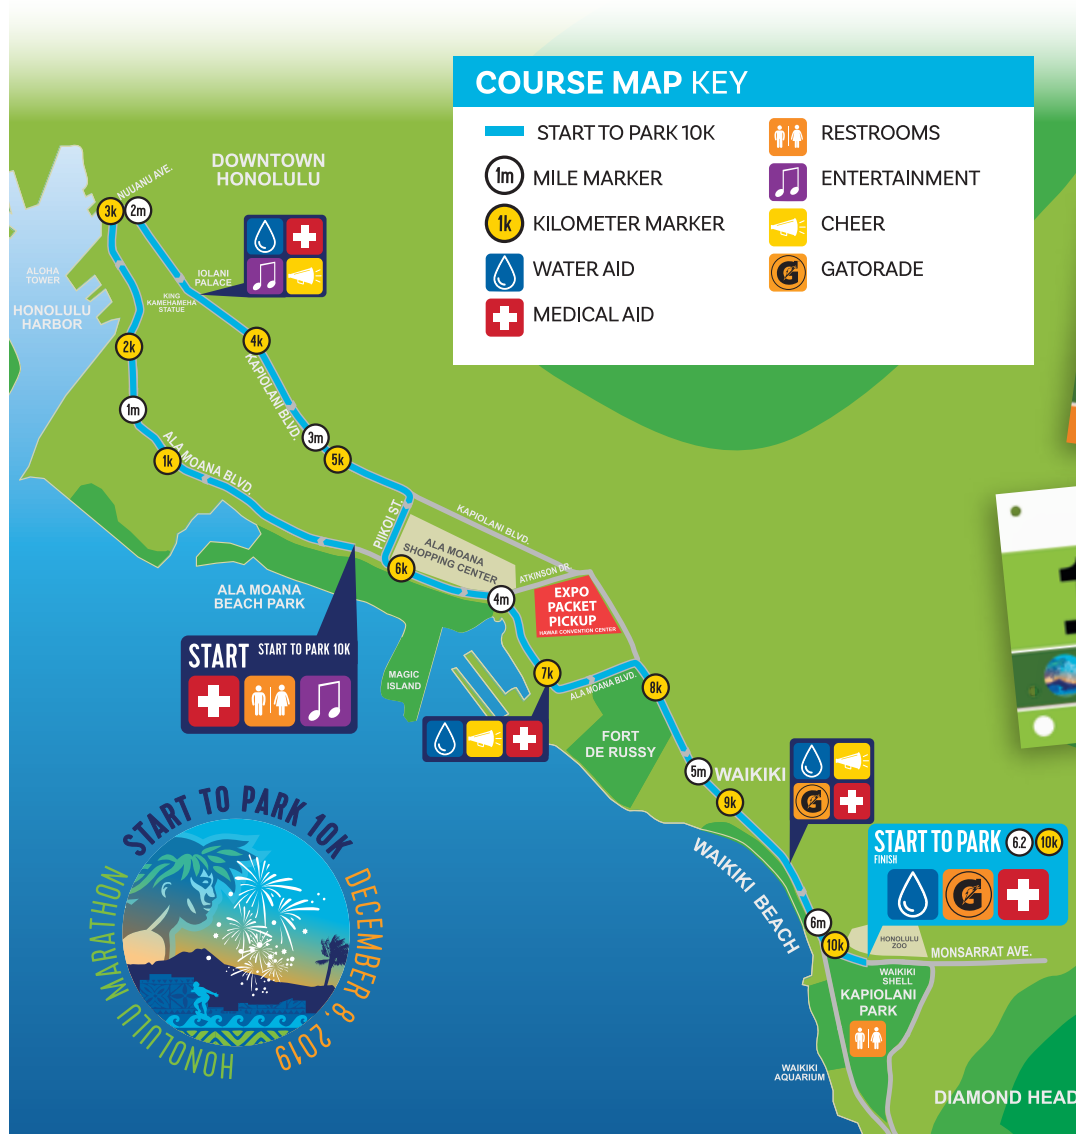 COURSE MAP KEY
START TO PARK 10K
1m MILE MARKER
1k KILOMETER MARKER
WATER AID
MEDICAL AID
RESTROOMS
ENTERTAINMENT
CHEER
G GATORADE
DOWNTOWN
HONOLULU
NUUANU AVE.
3k
2m
ALOHA
TOWER
HONOLULU
HARBOR
IOLANI
PALACE
KING
KAMEHAMEHA
STATUE
2k
4k
KAPIOLANI BLVD.
1m
1k
ALA MOANA BLVD.
3m
5k
PIIKOI ST.
KAPIOLANI BLVD.
ALA MOANA
SHOPPING CENTER
ATKINSON DR.
6k
4m
EXPO
PACKET
PICKUP
HAWAII CONVENTION CENTER
ALA MOANA
BEACH PARK
START START TO PARK 10K
MAGIC
ISLAND
7k
ALA MOANA BLVD.
8k
FORT
DE RUSSY
5m
WAIKIKI
9k
G
WAIKIKI BEACH
START TO PARK 6.2 10k
FINISH
G
6m
10k
HONOLULU
ZOO
MONSARRAT AVE.
WAIKIKI
SHELL
KAPIOLANI
PARK
WAIKIKI
AQUARIUM
DIAMOND HEAD
START TO PARK 10K
HONOLULU MARATHON
DECEMBER 8, 2019